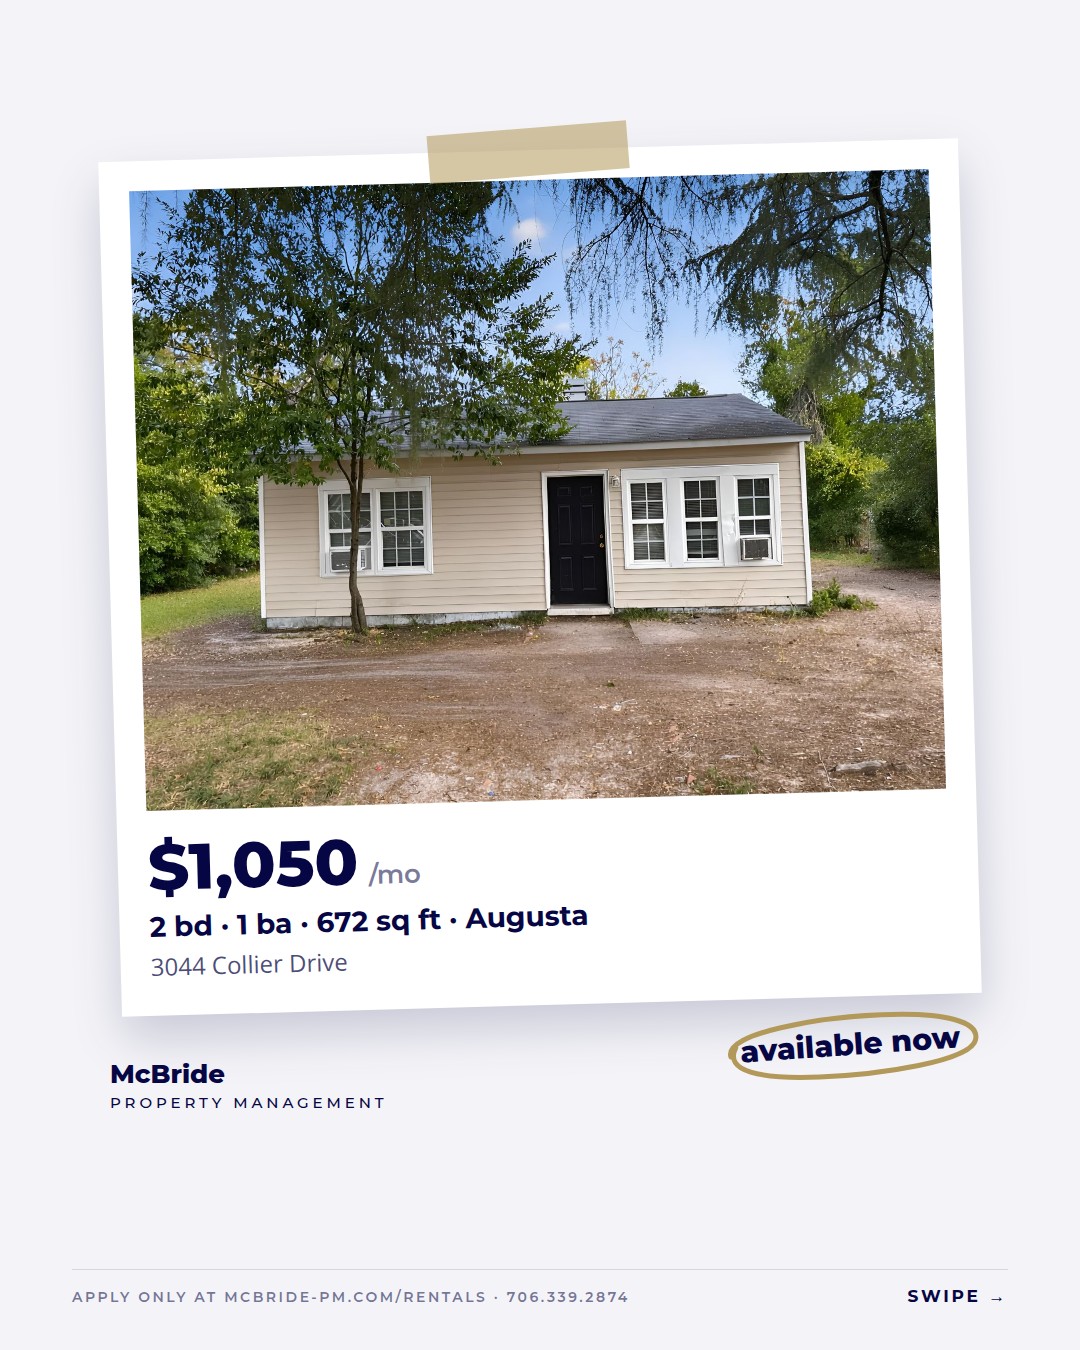 $1,050 /mo
2 bd · 1 ba · 672 sq ft · Augusta
3044 Collier Drive
available now
McBride
PROPERTY MANAGEMENT
APPLY ONLY AT MCBRIDE-PM.COM/RENTALS · 706.339.2874
SWIPE →